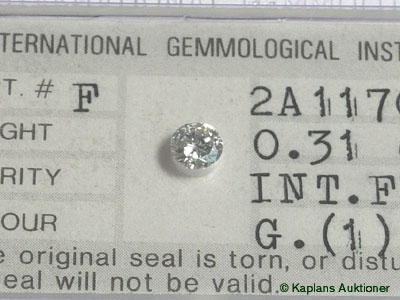 TERNATIONAL GEMMOLOGICAL INST
T. # F 2A117
GHT 0.31
RITY INT.F
OUR G.(1)
e original seal is torn, or distu
eal will not be valid.
© Kaplans Auktioner